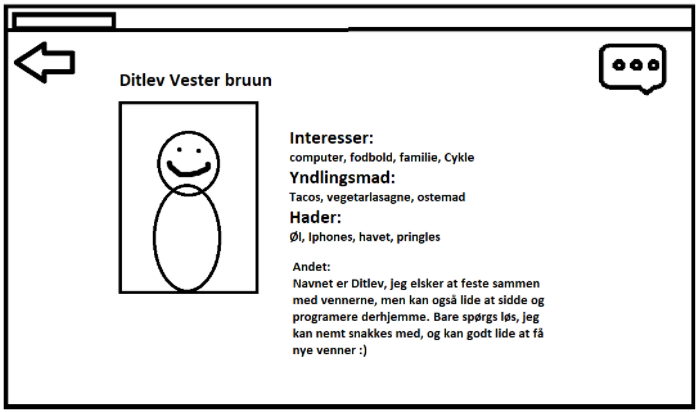 Ditlev Vester bruun
Interesser:
computer, fodbold, familie, Cykle
Yndlingsmad:
Tacos, vegetarlasagne, ostemad
Hader:
Øl, Iphones, havet, pringles
Andet:
Navnet er Ditlev, jeg elsker at feste sammen
med vennerne, men kan også lide at sidde og
programere derhjemme. Bare spørgs løs, jeg
kan nemt snakkes med, og kan godt lide at få
nye venner :)